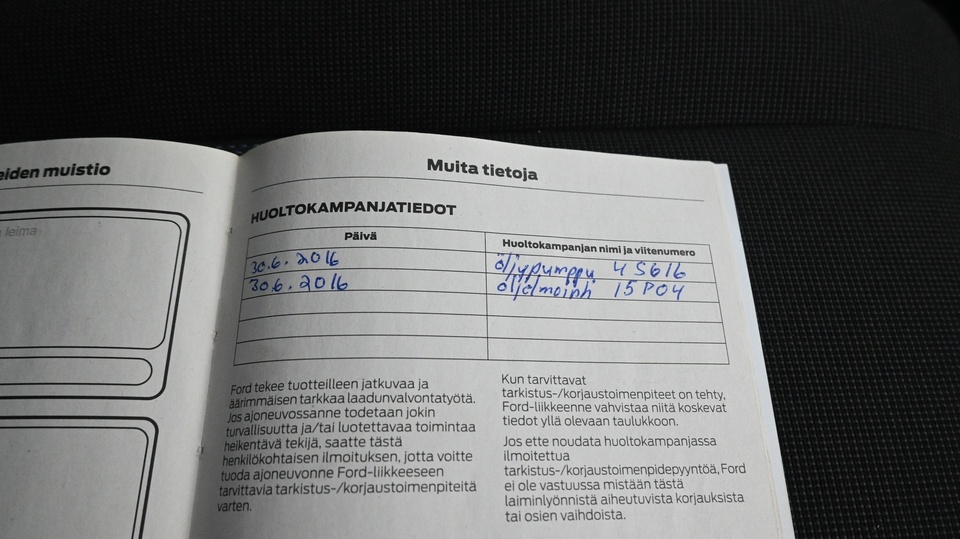 eiden muistio
leima
Muita tietoja
HUOLTOKAMPANJATIEDOT
Päivä
Huoltokampanjan nimi ja viitenumero
30.6.2016
öljypumppu 4S616
30.6.2016
15P04
Ford tekee tuotteilleen jatkuvaa ja
äärimmäisen tarkkaa laadunvalvontatyötä.
Jos ajoneuvossanne todetaan jokin
turvallisuutta ja/tai luotettavaa toimintaa
heikentävä tekijä, saatte tästä
henkilökohtaisen ilmoituksen, jotta voitte
tuoda ajoneuvonne Ford-liikkeeseen
tarvittavia tarkistus-/korjaustoimenpiteitä
varten.
Kun tarvittavat
tarkistus-/korjaustoimenpiteet on tehty,
Ford-liikkeenne vahvistaa niitä koskevat
tiedot yllä olevaan taulukkoon.
Jos ette noudata huoltokampanjassa
ilmoitettua
tarkistus-/korjaustoimenpidepyyntöä, Ford
ei ole vastuussa mistään tästä
laiminlyönnistä aiheutuvista korjauksista
tai osien vaihdoista.